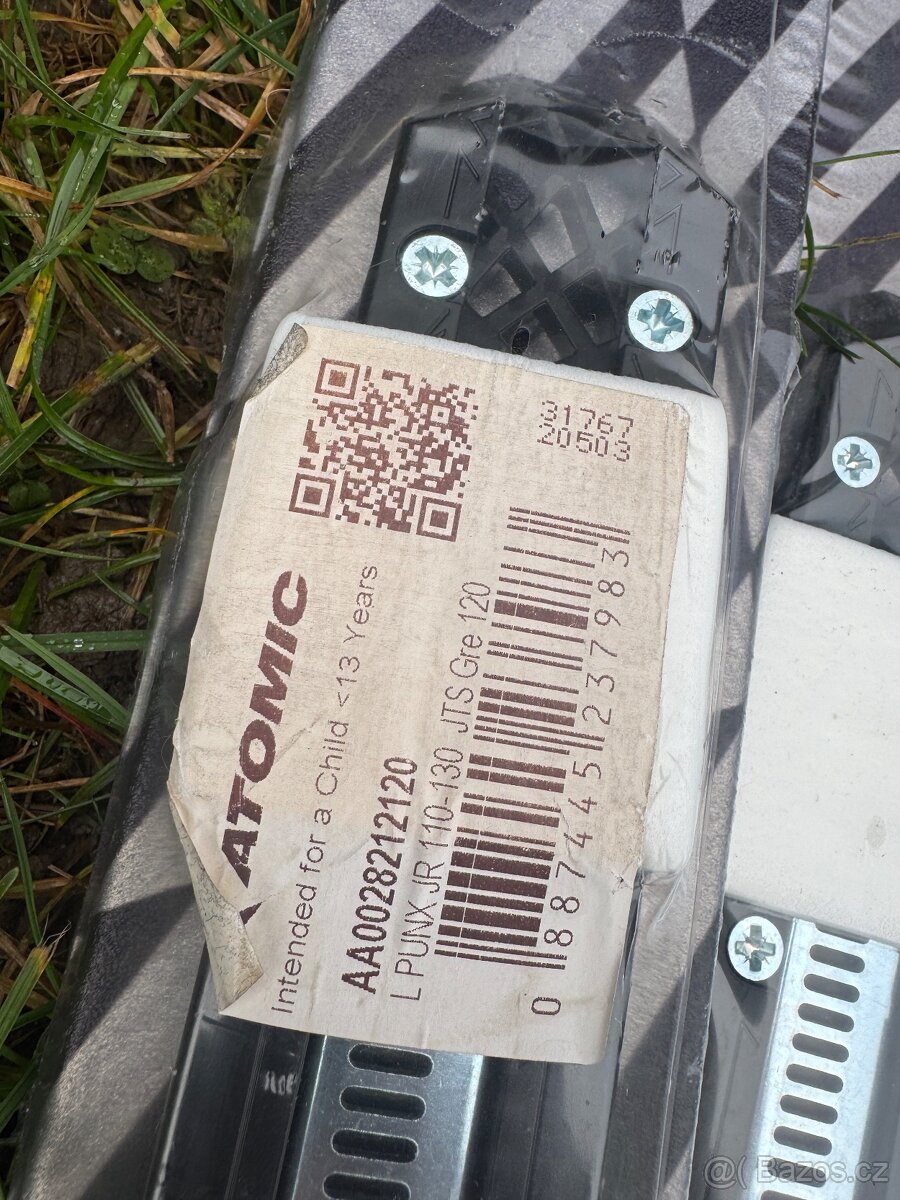 31767
20503
ATOMIC
Intended for a Child <13 Years
AA0028212120
L PUNX JR 110-130 JTS Gre 120
0 887445 237983
@( Bazos.cz